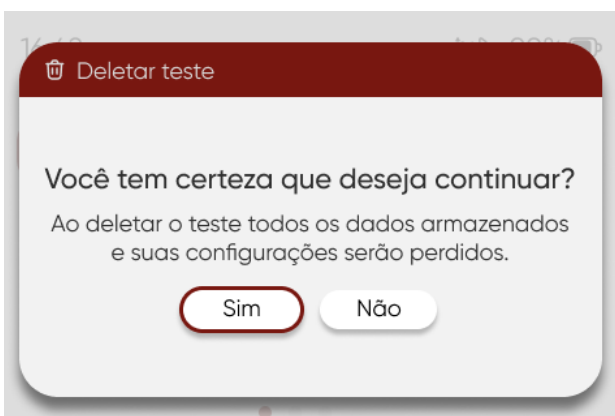 Deletar teste
Você tem certeza que deseja continuar?
Ao deletar o teste todos os dados armazenados
e suas configurações serão perdidos.
Sim
Não